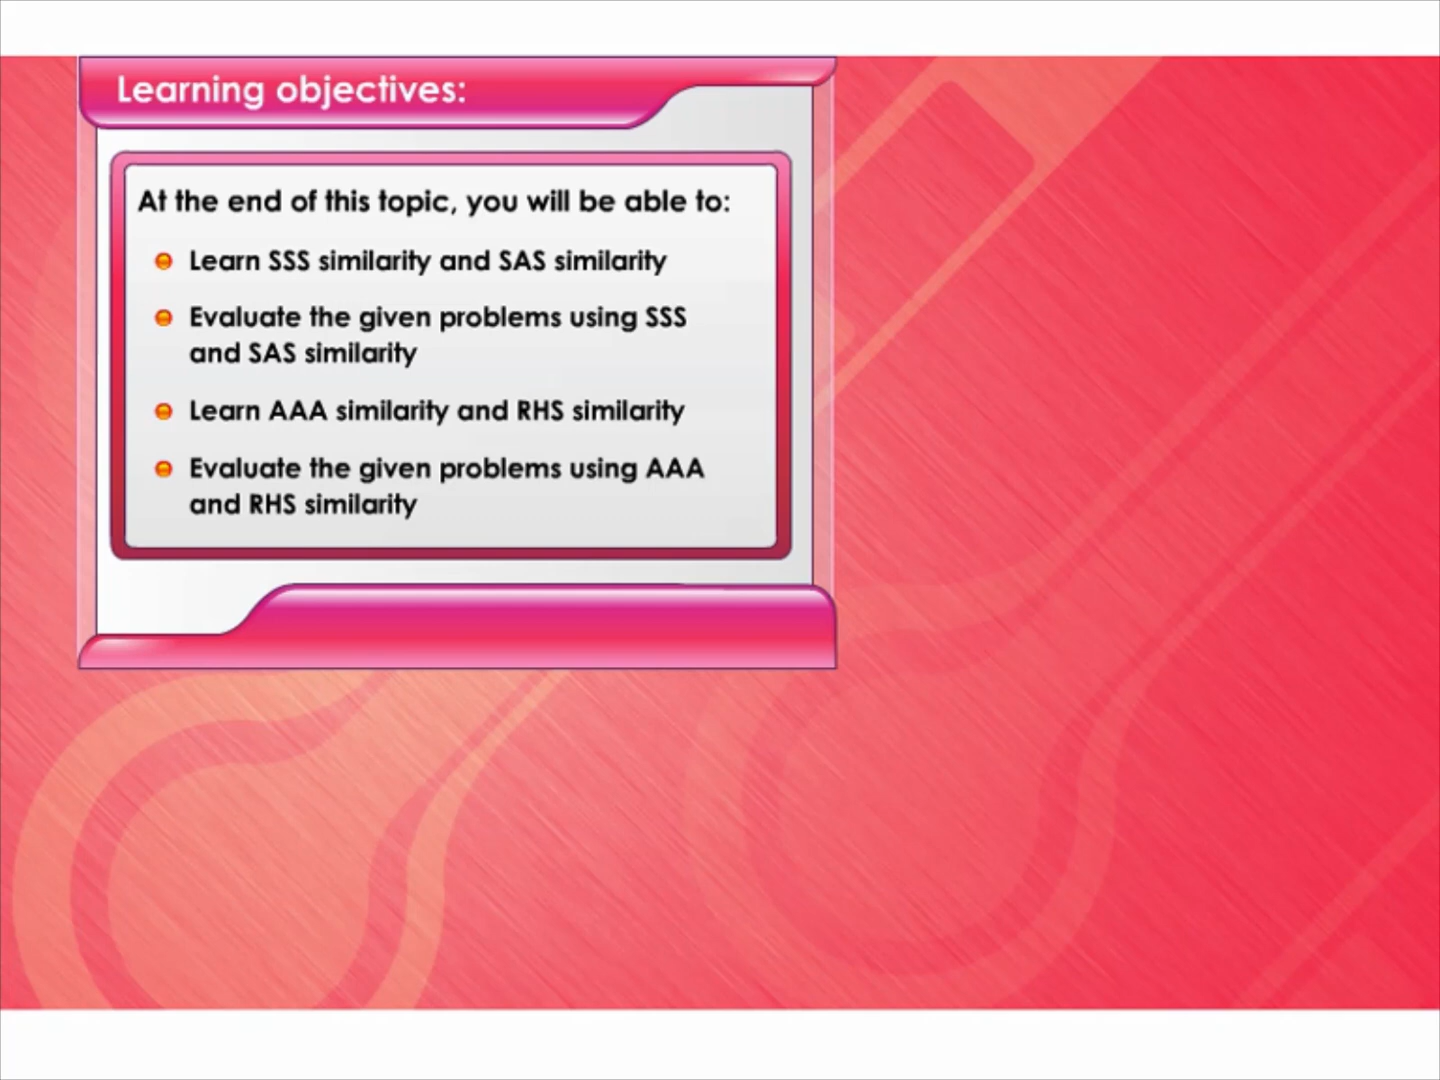 Learning objectives:
At the end of this topic, you will be able to:
Learn SSS similarity and SAS similarity
Evaluate the given problems using SSS
and SAS similarity
Learn AAA similarity and RHS similarity
Evaluate the given problems using AAA
and RHS similarity